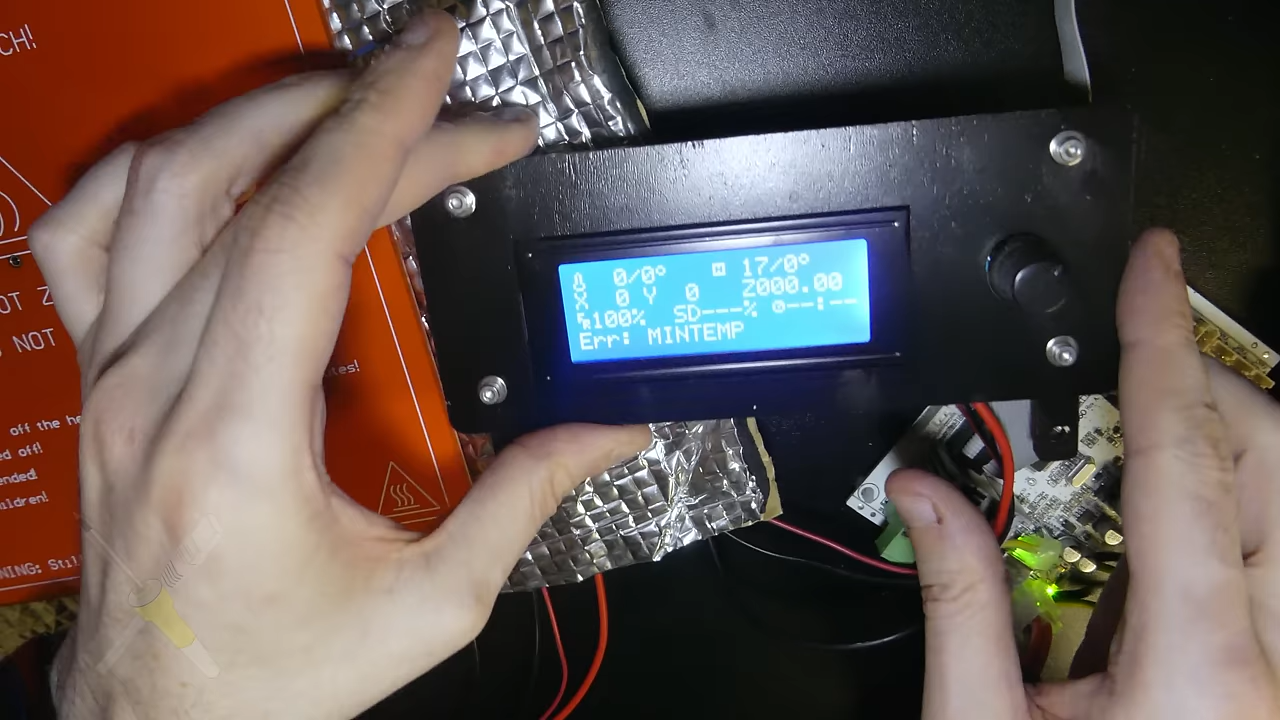 CH!
0/0° 17/0°
X 0 Y 0 Z000.00
100% SD---% --:--
Err: MINTEMP
OT Z
NOT
off the he
ed off!
ended!
ildren!
NING: Stil